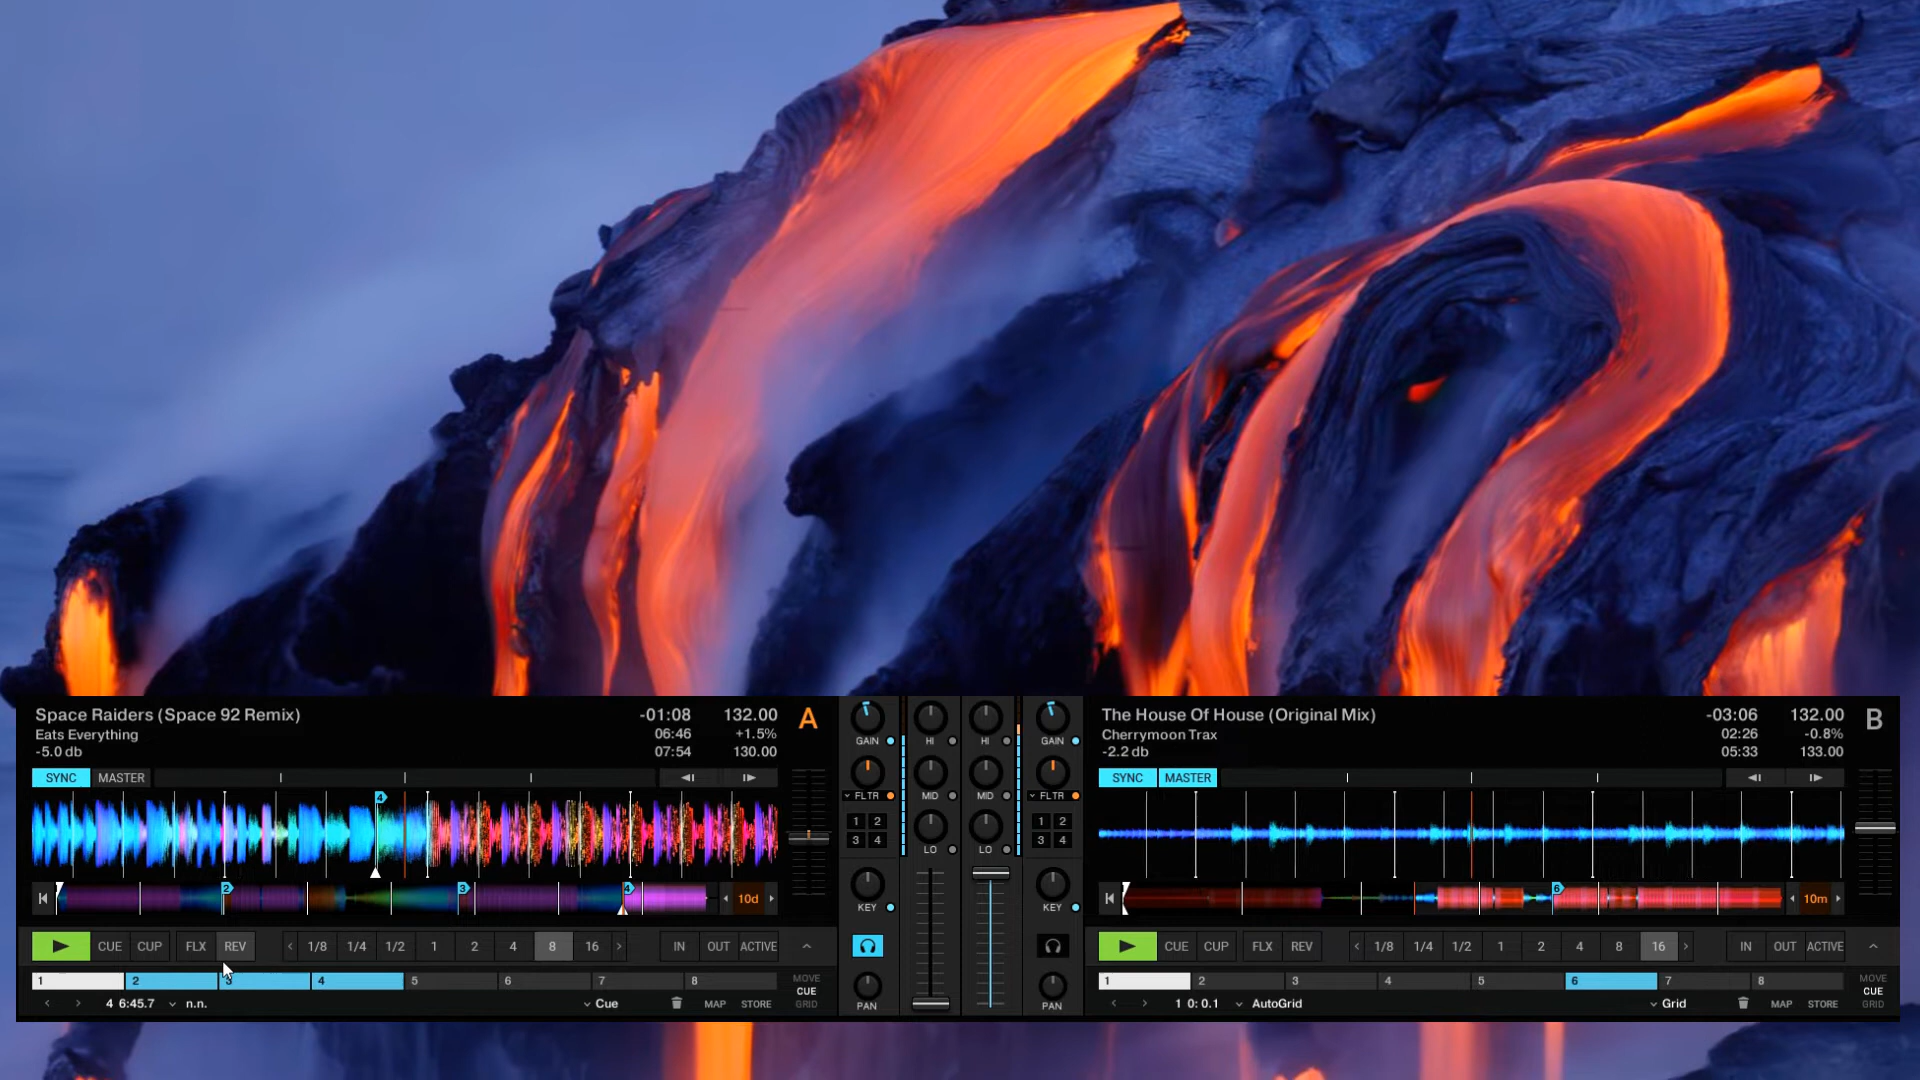 Space Raiders (Space 92 Remix) -01:08 132.00 A
Eats Everything 06:46 +1.5%
-5.0 db 07:54 130.00
SYNC MASTER
4
2 3 4 10d
CUE CUP FLX REV 1/8 1/4 1/2 1 2 4 8 16 IN OUT ACTIVE
1 2 3 4 5 6 7 8 MOVE CUE GRID
4 6:45.7 n.n. Cue MAP STORE
GAIN HI HI GAIN
FLTR MID MID FLTR
1 2 1 2
3 4 LO LO 3 4
KEY KEY
PAN PAN
The House Of House (Original Mix) -03:06 132.00 B
Cherrymoon Trax 02:26 -0.8%
-2.2 db 05:33 133.00
SYNC MASTER
6 10m
CUE CUP FLX REV 1/8 1/4 1/2 1 2 4 8 16 IN OUT ACTIVE
1 2 3 4 5 6 7 8 MOVE CUE GRID
1 0: 0.1 AutoGrid Grid MAP STORE